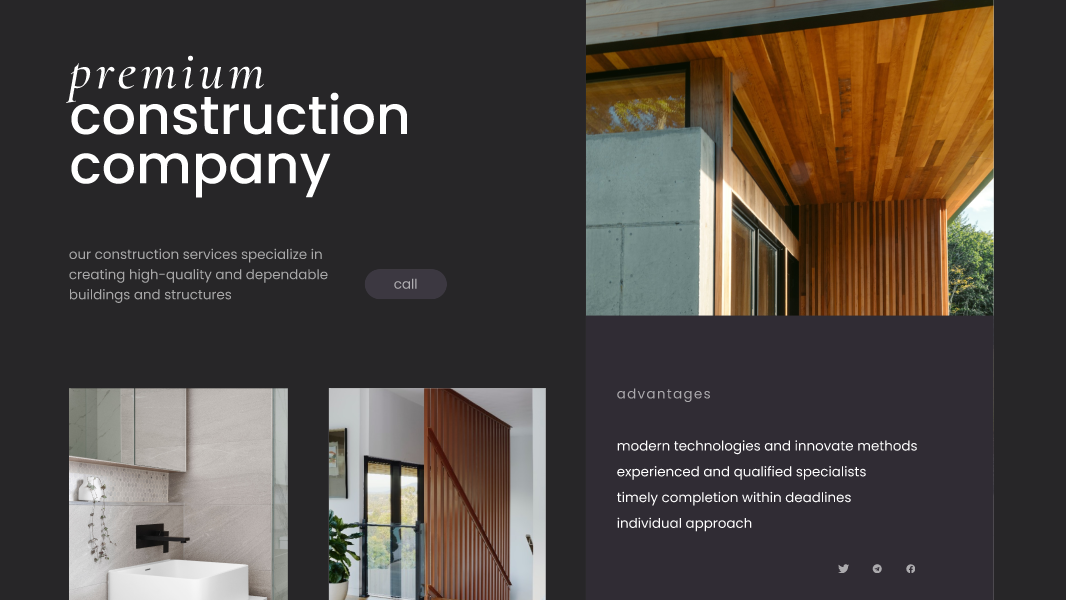 premium
construction
company
our construction services specialize in
creating high-quality and dependable
buildings and structures
call
advantages
modern technologies and innovate methods
experienced and qualified specialists
timely completion within deadlines
individual approach